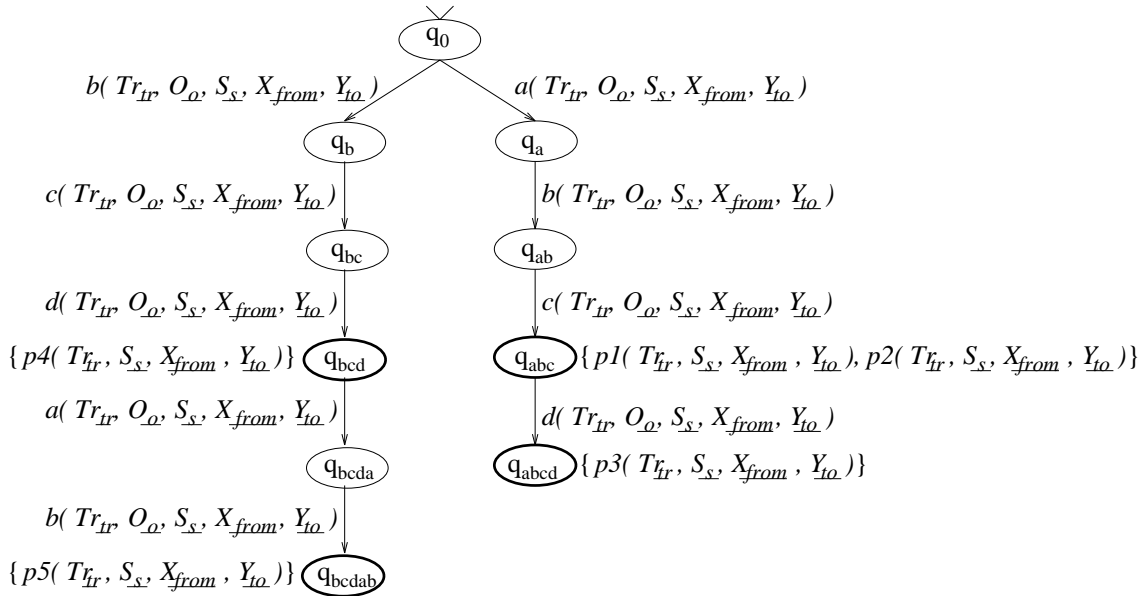 q0
b( Tr_tr, O_o, S_s, X_from, Y_to ) a( Tr_tr, O_o, S_s, X_from, Y_to )
qb qa
c( Tr_tr, O_o, S_s, X_from, Y_to ) b( Tr_tr, O_o, S_s, X_from, Y_to )
qbc qab
d( Tr_tr, O_o, S_s, X_from, Y_to ) c( Tr_tr, O_o, S_s, X_from, Y_to )
{ p4( Tr_tr , S_s, X_from , Y_to )} qbcd qabc { p1( Tr_tr , S_s, X_from , Y_to ), p2( Tr_tr , S_s, X_from , Y_to )}
a( Tr_tr, O_o, S_s, X_from, Y_to ) d( Tr_tr, O_o, S_s, X_from, Y_to )
qbcda qabcd { p3( Tr_tr , S_s, X_from , Y_to )}
b( Tr_tr, O_o, S_s, X_from, Y_to )
{ p5( Tr_tr , S_s, X_from , Y_to )} qbcdab